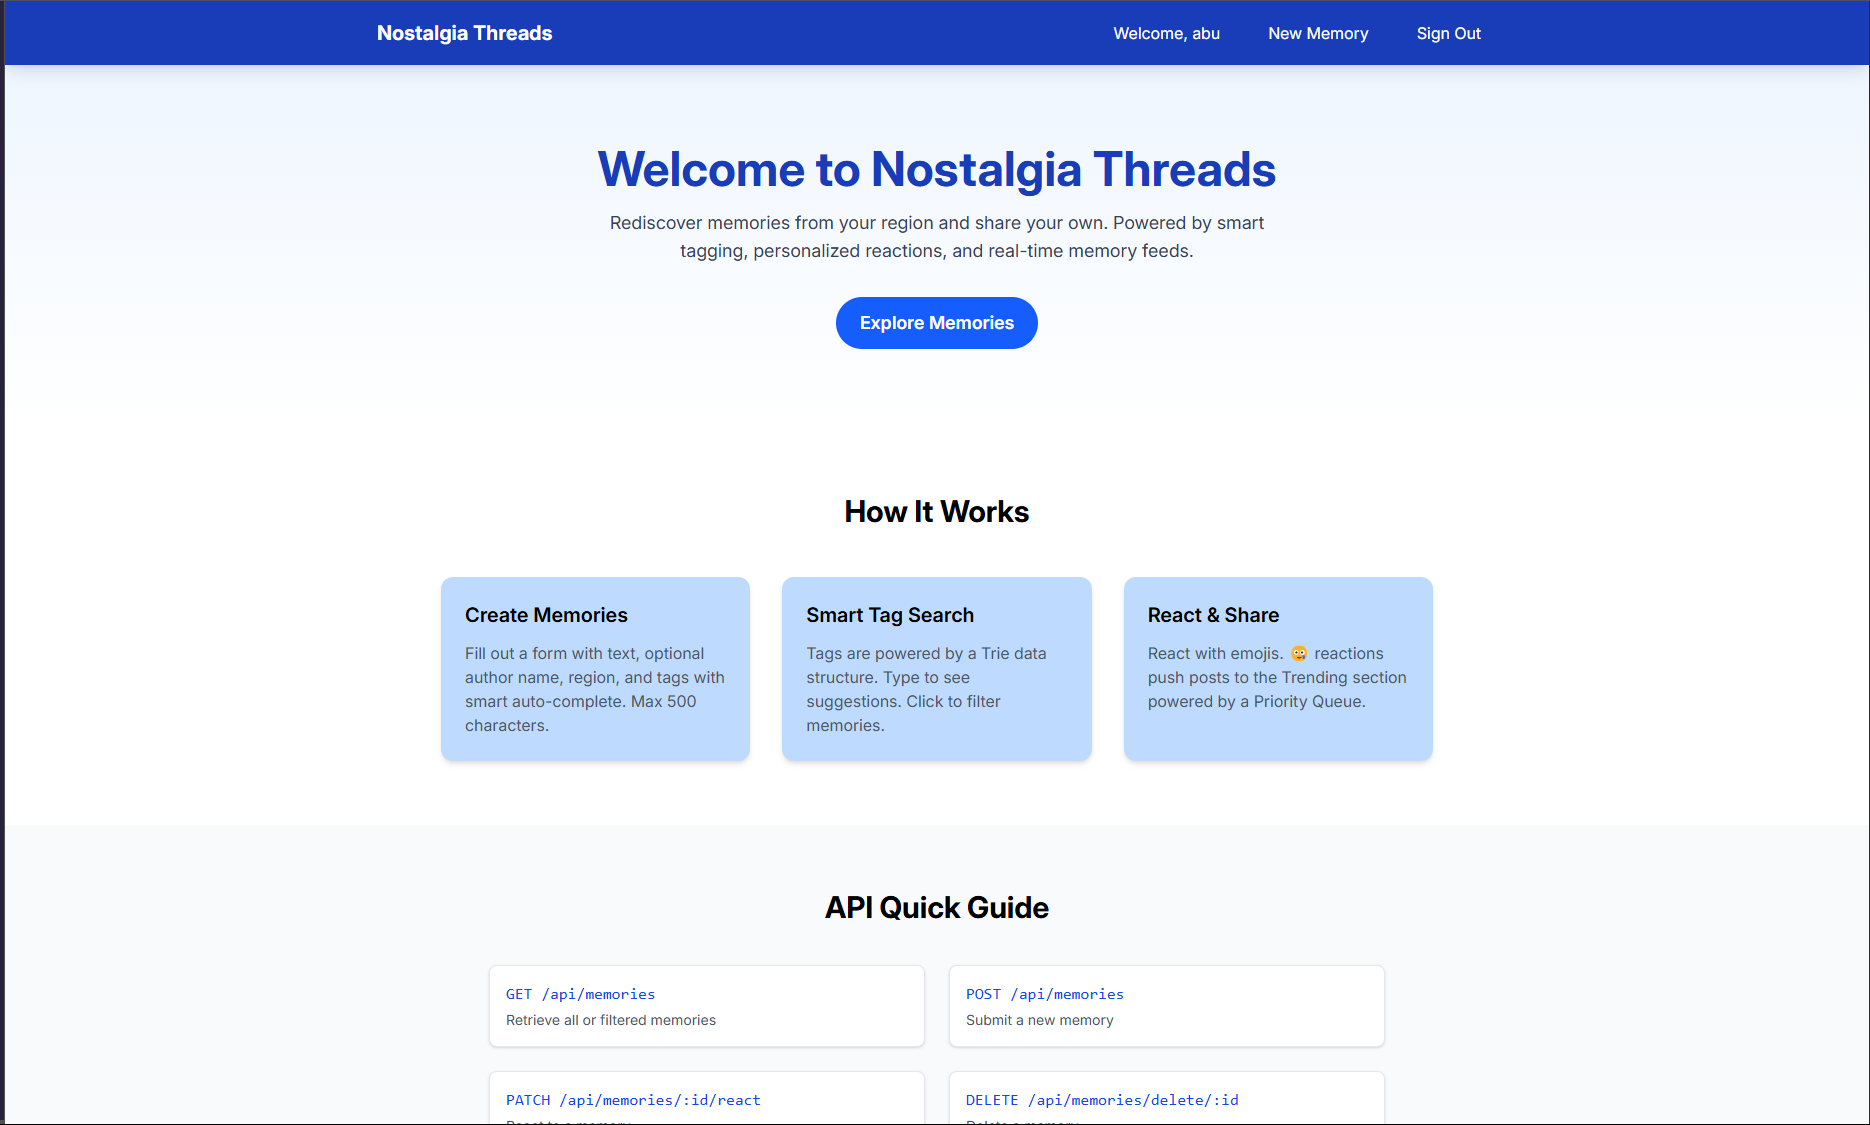 Nostalgia Threads
Welcome, abu
New Memory
Sign Out
Welcome to Nostalgia Threads
Rediscover memories from your region and share your own. Powered by smart
tagging, personalized reactions, and real-time memory feeds.
Explore Memories
How It Works
Create Memories
Fill out a form with text, optional
author name, region, and tags with
smart auto-complete. Max 500
characters.
Smart Tag Search
Tags are powered by a Trie data
structure. Type to see
suggestions. Click to filter
memories.
React & Share
React with emojis. 🤪 reactions
push posts to the Trending section
powered by a Priority Queue.
API Quick Guide
GET /api/memories
Retrieve all or filtered memories
POST /api/memories
Submit a new memory
PATCH /api/memories/:id/react
DELETE /api/memories/delete/:id